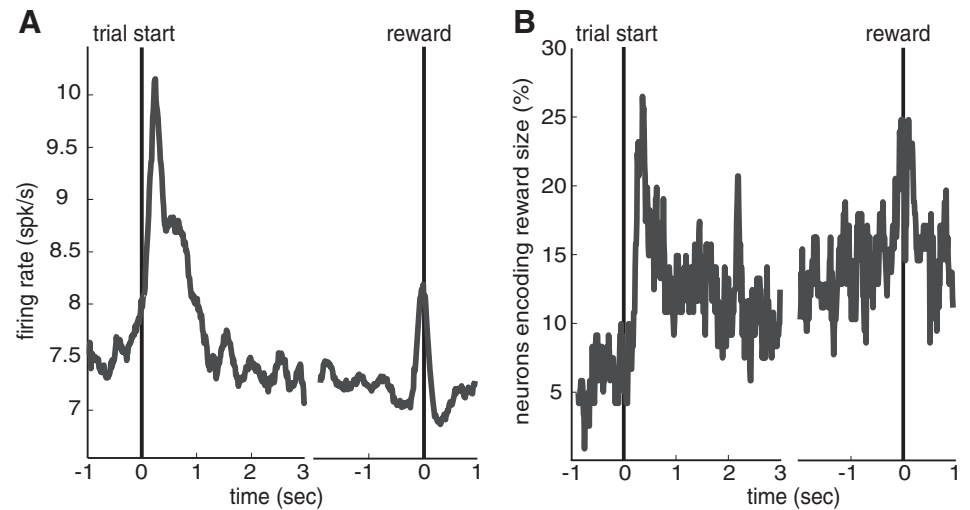 A
trial start
reward
firing rate (spk/s)
10
9.5
9
8.5
8
7.5
7
-1 0 1 2 3 -1 0 1
time (sec)
B
trial start
reward
neurons encoding reward size (%)
30
25
20
15
10
5
-1 0 1 2 3 -1 0 1
time (sec)